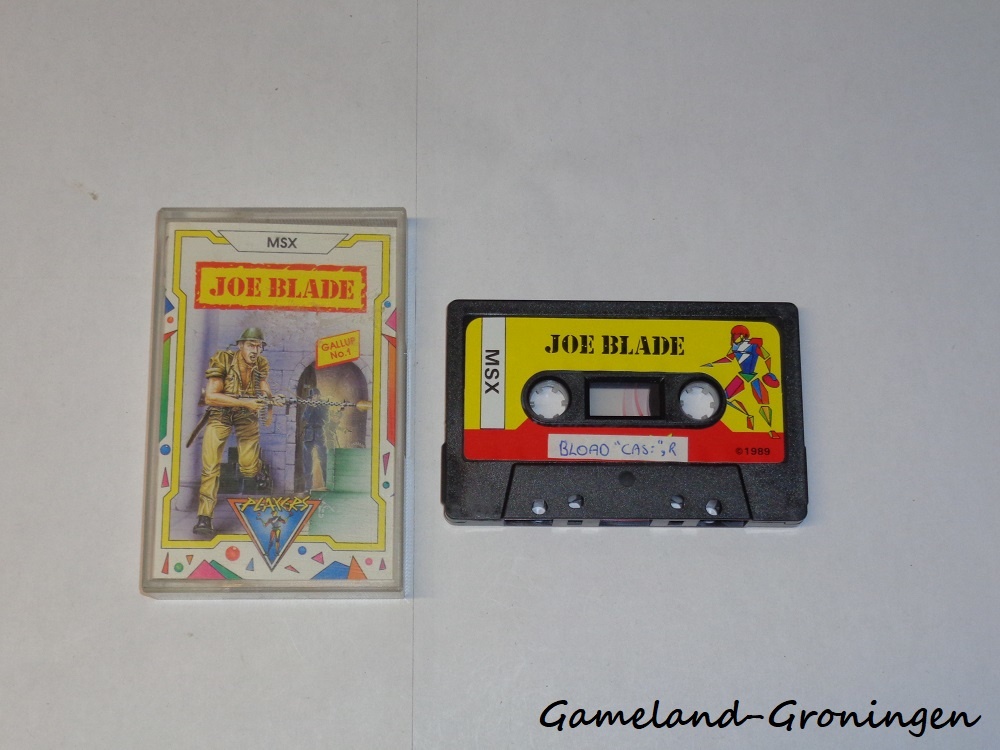 MSX
JOE BLADE
GALLUP
No.1
PLAYERS
MSX
JOE BLADE
BLOAD "CAS:",R
©1989
Gameland-Groningen